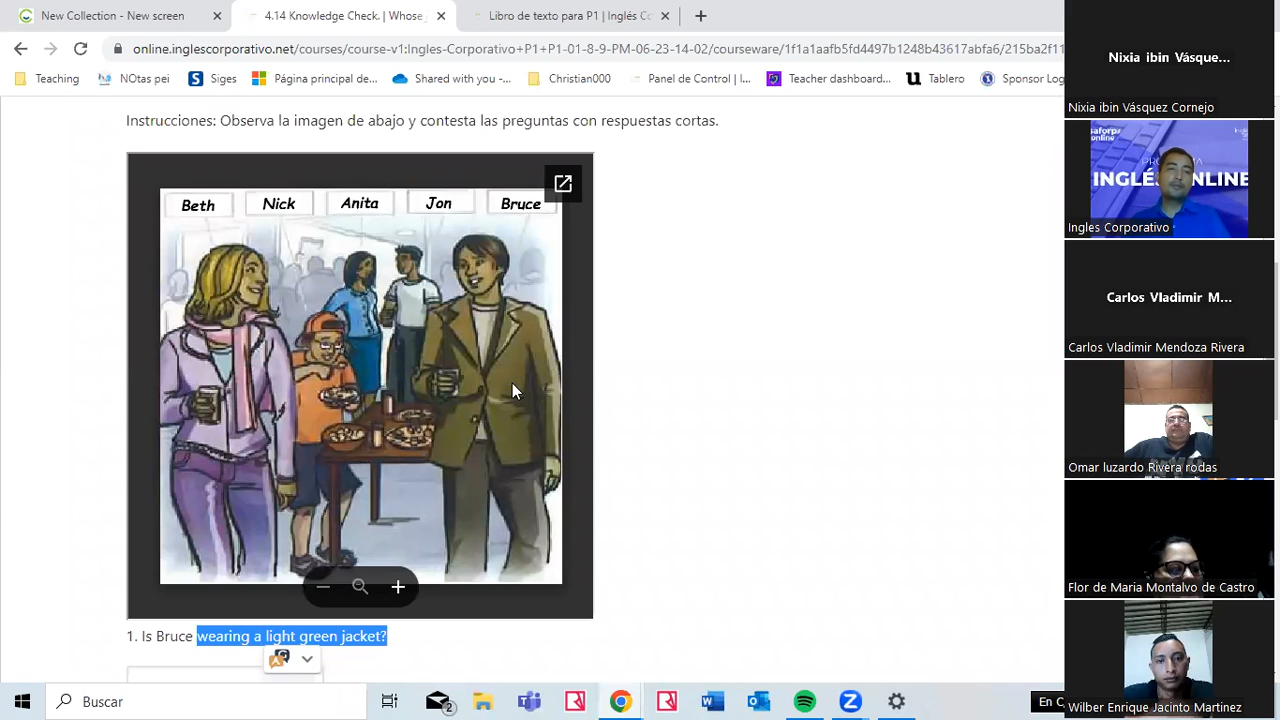 New Collection - New screen
4.14 Knowledge Check. | Whose
Libro de texto para P1 | Inglés Co
online.inglescorporativo.net/courses/course-v1:Ingles-Corporativo+P1+P1-01-8-9-PM-06-23-14-02/courseware/1f1a1aafb5fd4497b1248b43617abfa6/215ba2f11
Teaching
NOtas pei
Siges
Página principal de...
Shared with you -...
Christian000
Panel de Control | I...
Teacher dashboard...
Tablero
Sponsor Log
Instrucciones: Observa la imagen de abajo y contesta las preguntas con respuestas cortas.
Beth
Nick
Anita
Jon
Bruce
1. Is Bruce wearing a light green jacket?
Buscar
2
En C
Nixia ibin Vásque...
Nixia ibin Vásquez Cornejo
INGLÉS ONLINE
Ingles Corporativo
Carlos Vladimir M...
Carlos Vladimir Mendoza Rivera
Omar luzardo Rivera rodas
Flor de Maria Montalvo de Castro
Wilber Enrique Jacinto Martinez